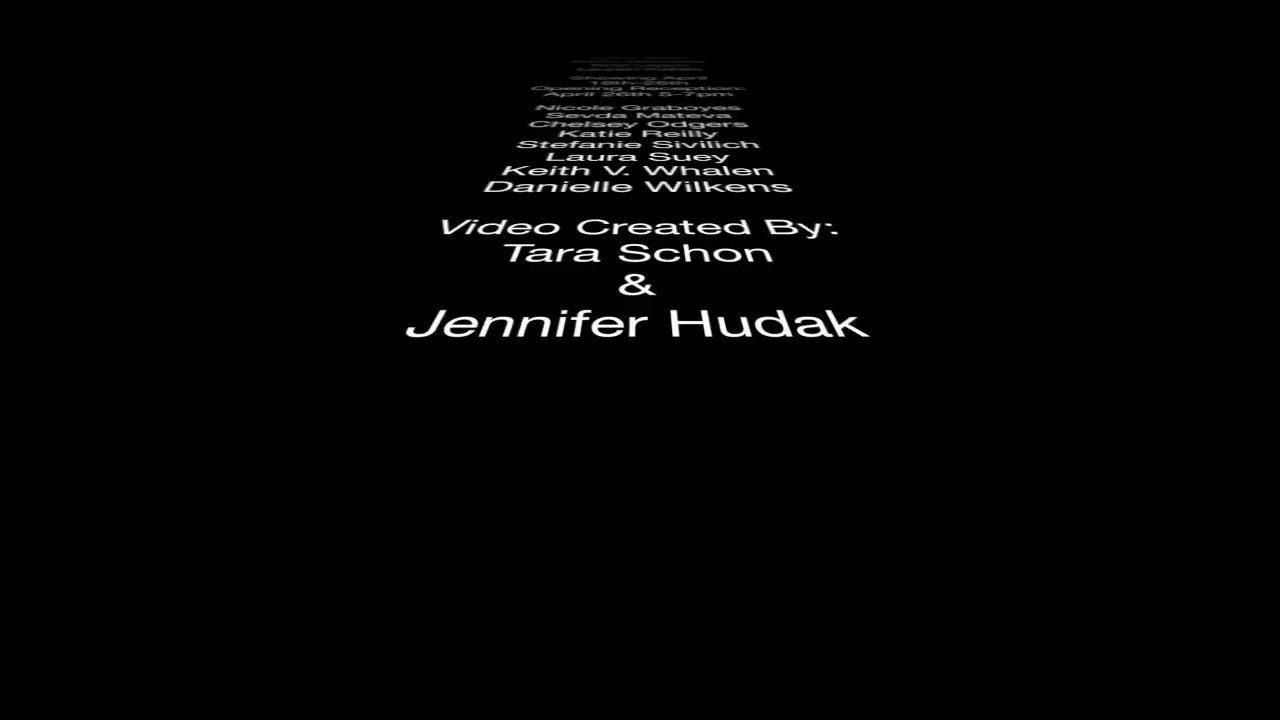 Showing April
18th-26th
Opening Reception:
April 26th 5-7pm
Nicole Graboyes
Sevda Mateva
Chelsey Odgers
Katie Reilly
Stefanie Sivilich
Laura Suey
Keith V. Whalen
Danielle Wilkens
Video Created By:
Tara Schon
&
Jennifer Hudak